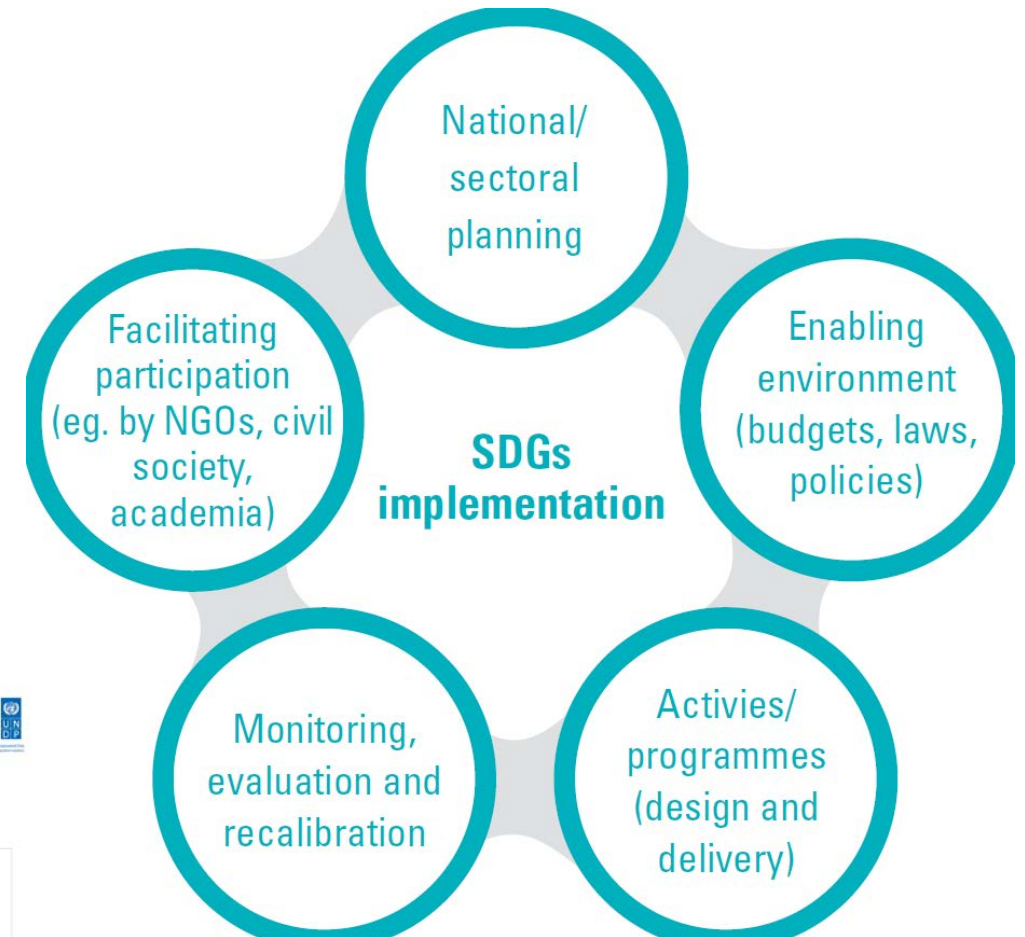 National/
sectoral
planning
Enabling
environment
(budgets, laws,
policies)
Activies/
programmes
(design and
delivery)
Monitoring,
evaluation and
recalibration
Facilitating
participation
(eg. by NGOs, civil
society,
academia)
SDGs
implementation
U N
D P